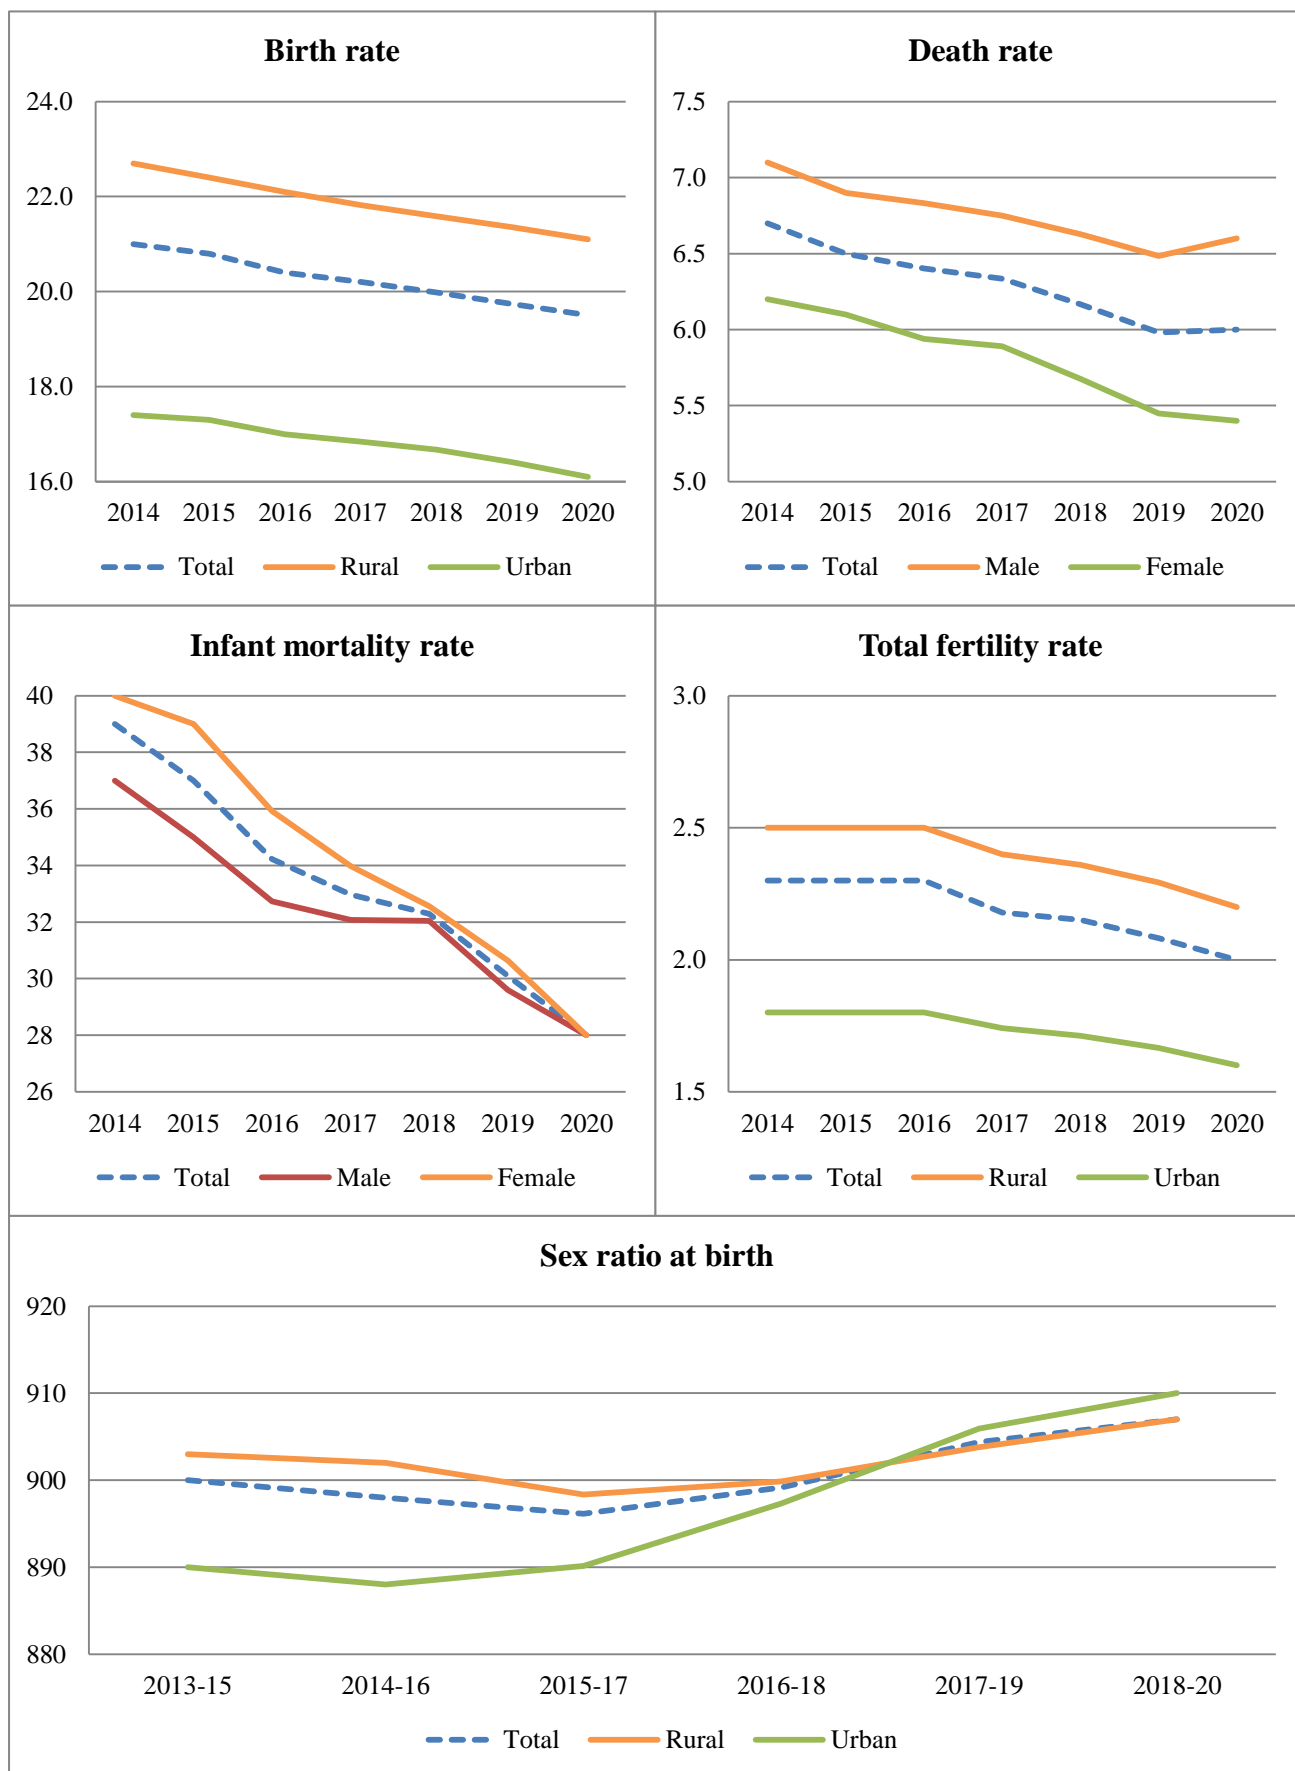 Birth rate
24.0
22.0
20.0
18.0
16.0
2014 2015 2016 2017 2018 2019 2020
Total Rural Urban
Death rate
7.5
7.0
6.5
6.0
5.5
5.0
2014 2015 2016 2017 2018 2019 2020
Total Male Female
Infant mortality rate
40
38
36
34
32
30
28
26
2014 2015 2016 2017 2018 2019 2020
Total Male Female
Total fertility rate
3.0
2.5
2.0
1.5
2014 2015 2016 2017 2018 2019 2020
Total Rural Urban
Sex ratio at birth
920
910
900
890
880
2013-15 2014-16 2015-17 2016-18 2017-19 2018-20
Total Rural Urban